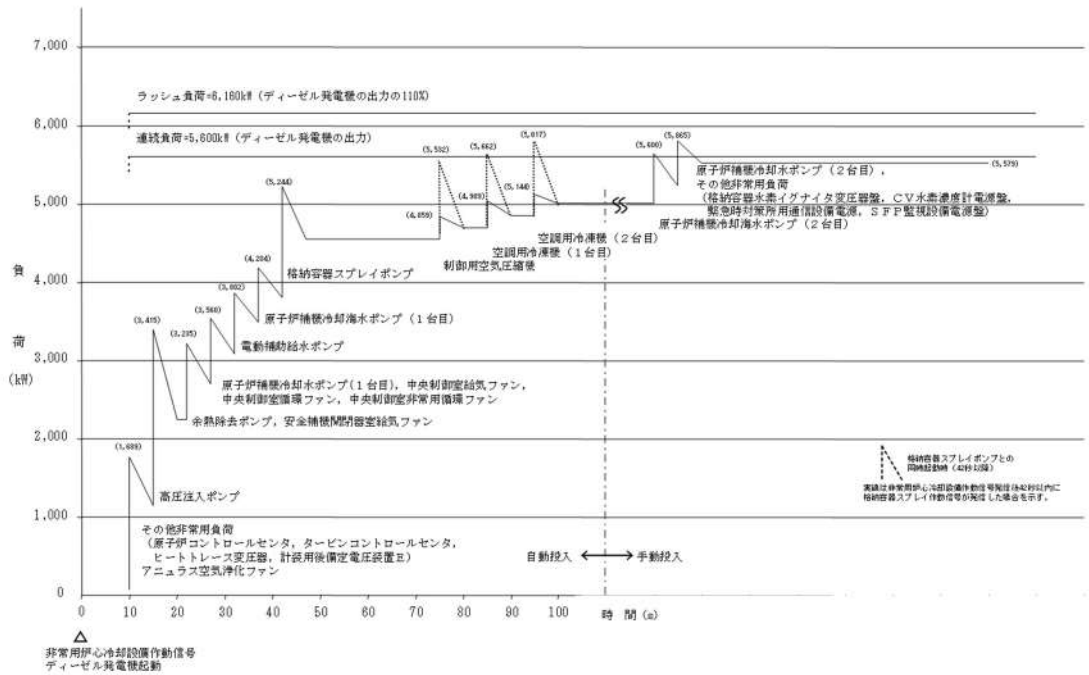 7,000
ラッシュ負荷=6,160kW (ディーゼル発電機の出力の110%)
6,000
連続負荷=5,600kW (ディーゼル発電機の出力)
(5,532)
(5,662)
(5,817)
(5,600)
(5,865)
(5,579)
原子炉補機冷却水ポンプ (2台目) ,
その他非常用負荷
(格納容器水素イグナイタ変圧器盤, CV水素濃度計電源盤,
緊急時対策所用通信設備電源, SFP監視設備電源盤)
原子炉補機冷却海水ポンプ (2台目)
(5,244)
(4,859)
(5,144)
5,000
空調用冷凍機 (2台目)
空調用冷凍機 (1台目)
制御用空気圧縮機
負
荷
(kW)
(4,204)
格納容器スプレイポンプ
4,000
(3,802)
原子炉補機冷却海水ポンプ (1台目)
(3,415)
(3,560)
(3,235)
電動補助給水ポンプ
3,000
原子炉補機冷却水ポンプ(1台目), 中央制御室給気ファン,
中央制御室循環ファン, 中央制御室非常用循環ファン
余熱除去ポンプ, 安全補機開閉器室給気ファン
2,000
高圧注入ポンプ
1,000
その他非常用負荷
(原子炉コントロールセンタ, タービンコントロールセンタ,
ヒートトレース変圧器, 計装用後備定電圧装置E)
アニュラス空気浄化ファン
格納容器スプレイポンプとの
同時起動時 (42秒以降)
実線は非常用炉心冷却設備作動信号発信後42秒以内に
格納容器スプレイ作動信号が発信した場合を示す。
自動投入
手動投入
0
0 10 20 30 40 50 60 70 80 90 100 時 間 (s)
非常用炉心冷却設備作動信号
ディーゼル発電機起動